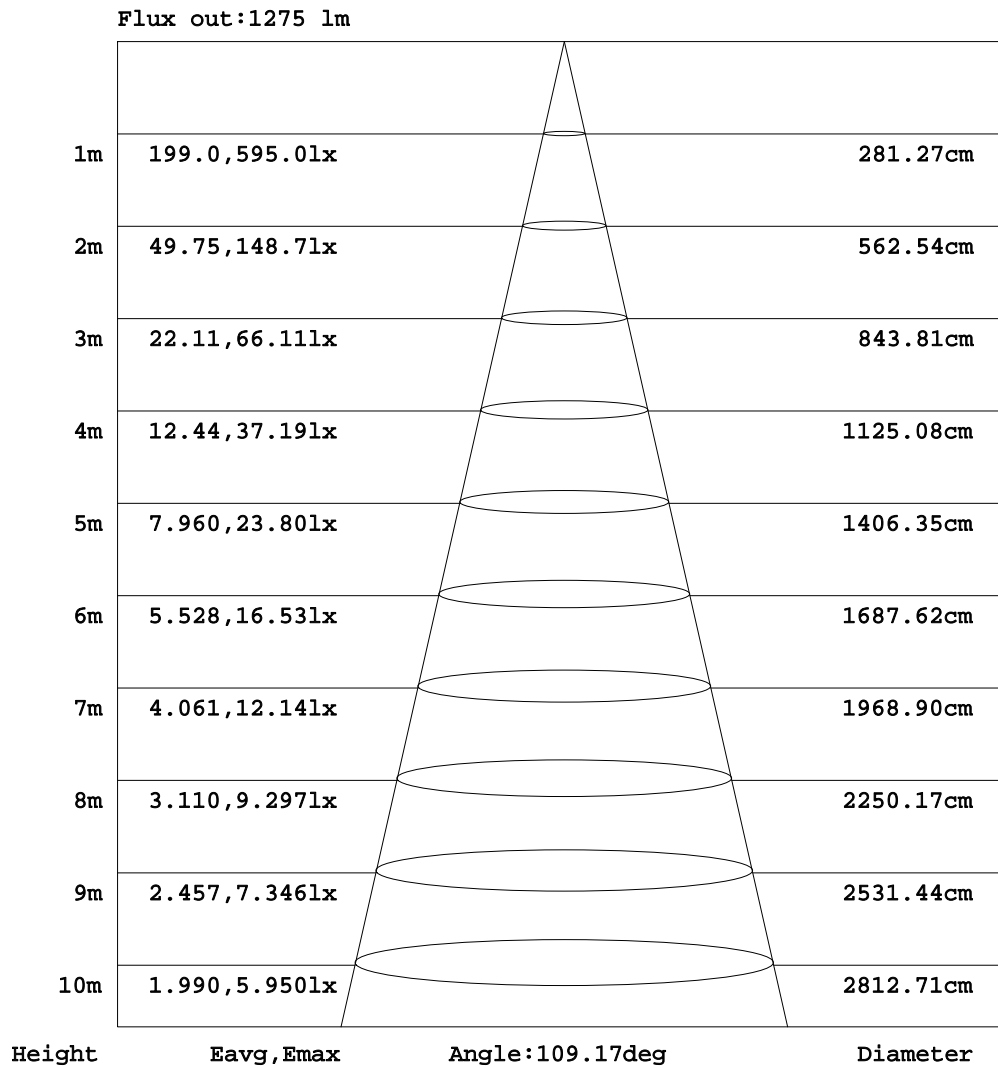 Flux out:1275 lm
1m 199.0,595.0lx 281.27cm
2m 49.75,148.7lx 562.54cm
3m 22.11,66.11lx 843.81cm
4m 12.44,37.19lx 1125.08cm
5m 7.960,23.80lx 1406.35cm
6m 5.528,16.53lx 1687.62cm
7m 4.061,12.14lx 1968.90cm
8m 3.110,9.297lx 2250.17cm
9m 2.457,7.346lx 2531.44cm
10m 1.990,5.950lx 2812.71cm
Height Eavg,Emax Angle:109.17deg Diameter